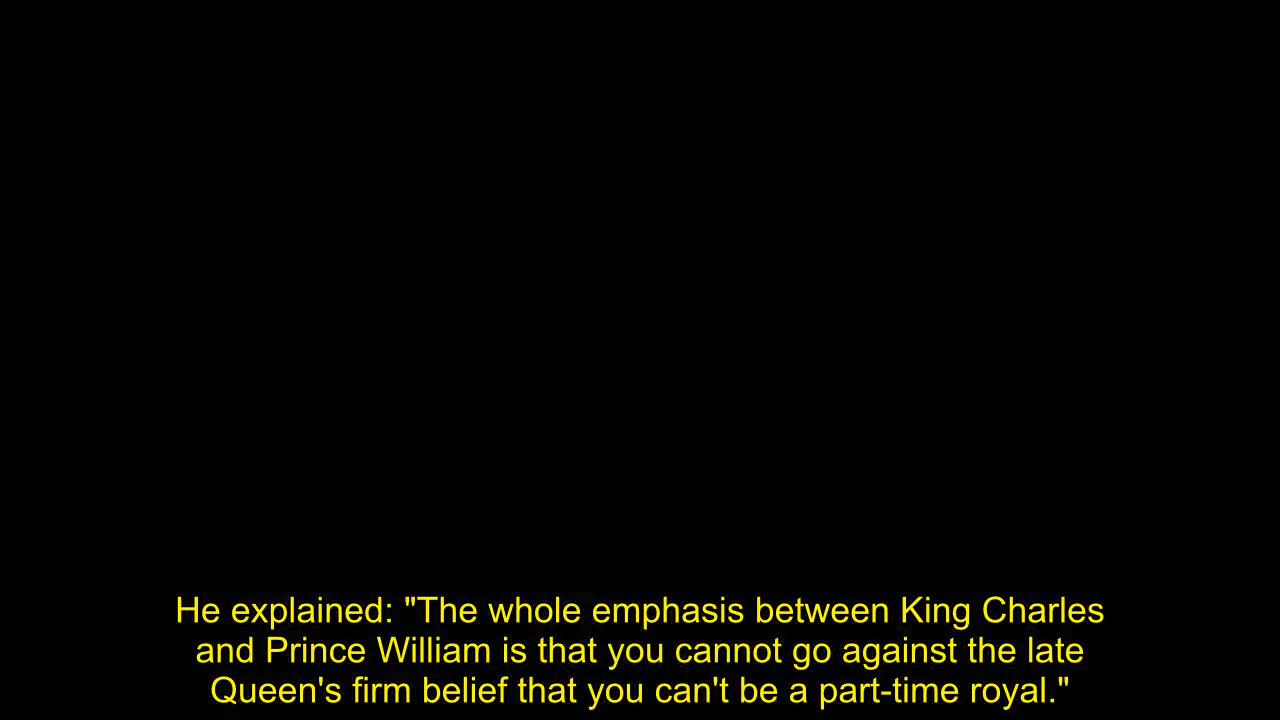 He explained: "The whole emphasis between King Charles
and Prince William is that you cannot go against the late
Queen's firm belief that you can't be a part-time royal."